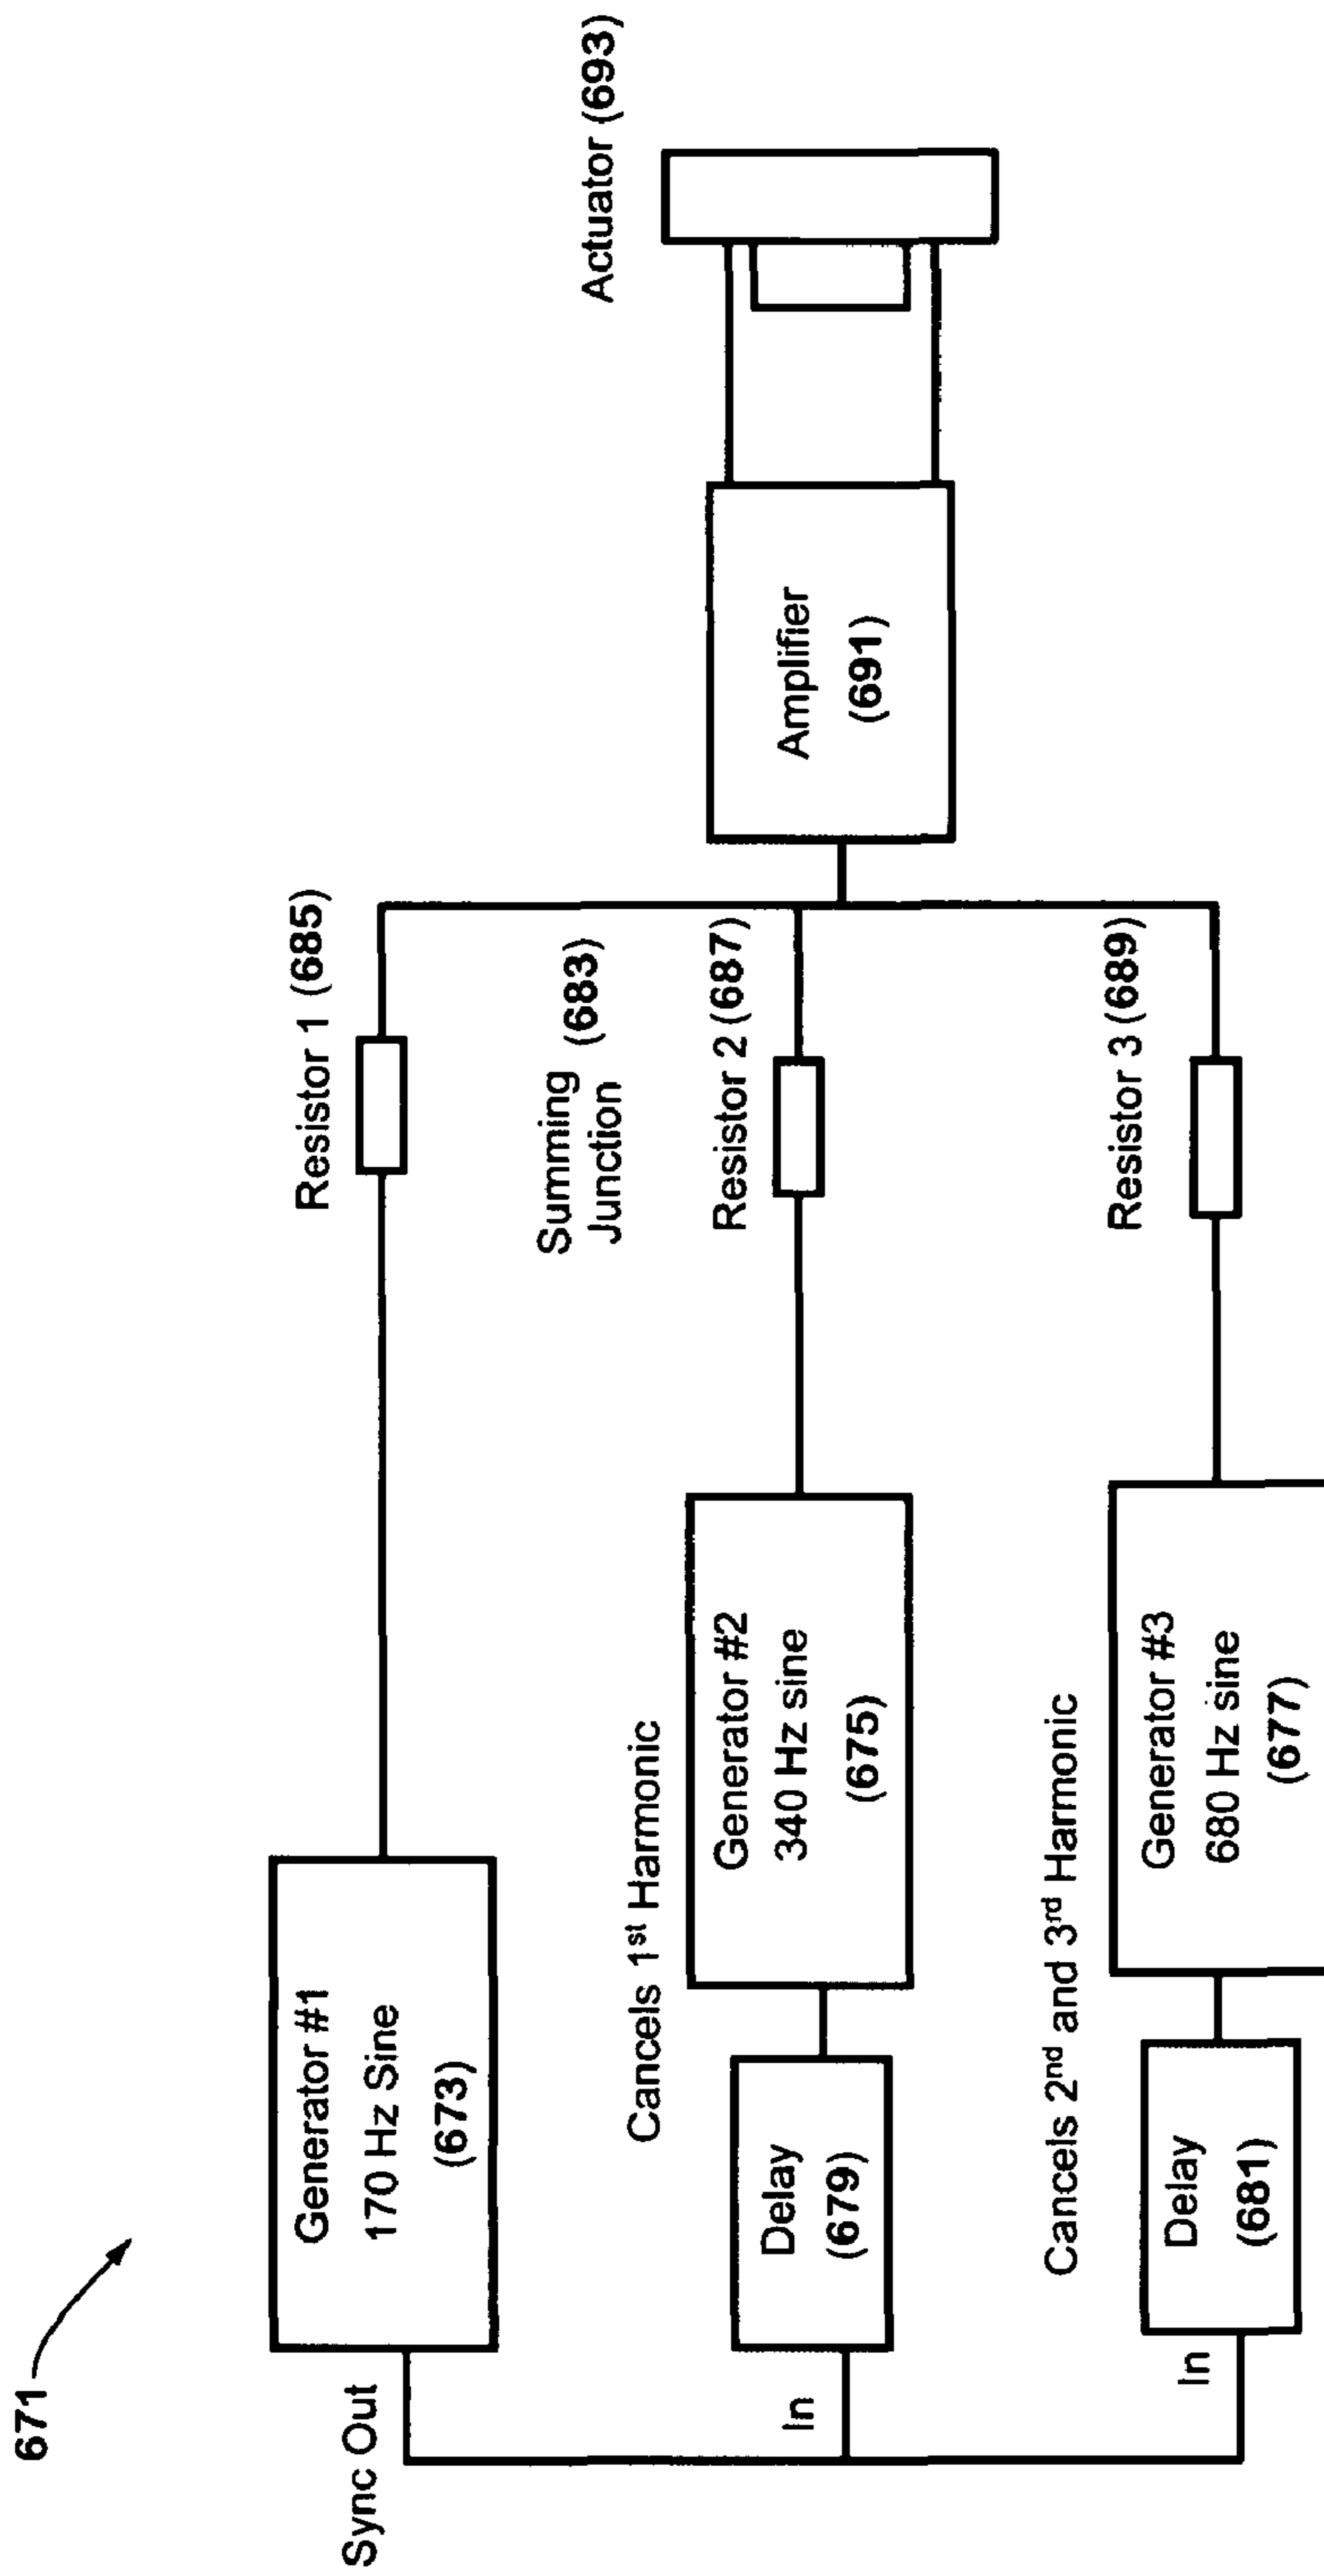 671
Sync Out
Generator #1
170 Hz Sine
(673)
Resistor 1 (685)
Summing
Junction
(683)
Cancels 1st Harmonic
In
Delay
(679)
Generator #2
340 Hz sine
(675)
Resistor 2 (687)
Amplifier
(691)
Actuator (693)
Cancels 2nd and 3rd Harmonic
In
Delay
(681)
Generator #3
680 Hz sine
(677)
Resistor 3 (689)